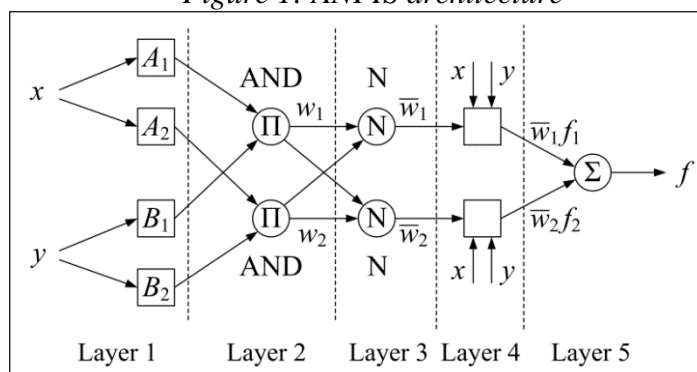 Figure 1: ANFIS architecture
A₁
x
A₂
B₁
y
B₂
AND
Π
w₁
Π
w₂
AND
N
N
w̅₁
N
w̅₂
N
x y
x y
w̅₁f₁
w̅₂f₂
Σ
f
Layer 1
Layer 2
Layer 3
Layer 4
Layer 5